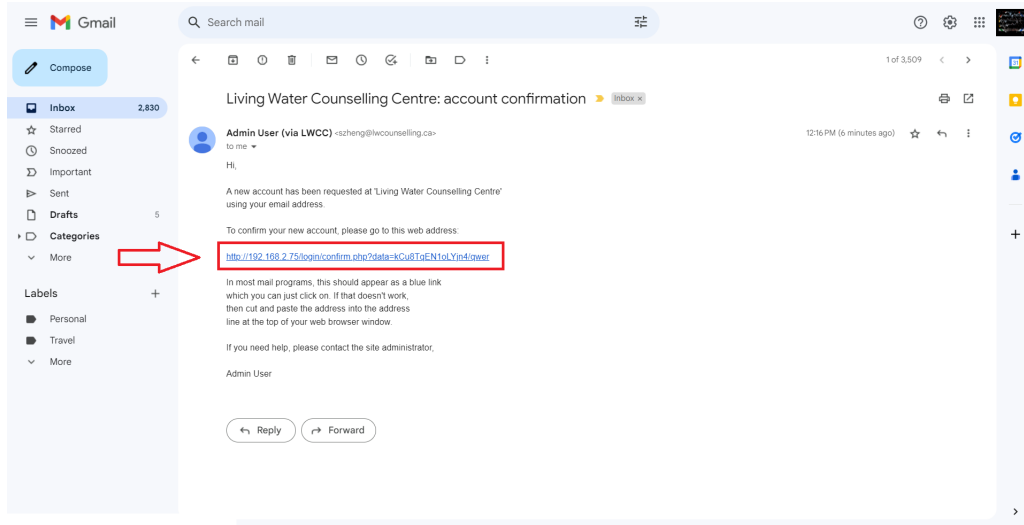 Gmail
Search mail
Compose
1 of 3,509
Inbox 2,830
Starred
Snoozed
Important
Sent
Drafts 5
Categories
More
Labels
Personal
Travel
More
Living Water Counselling Centre: account confirmation Inbox ×
Admin User (via LWCC) <szheng@lwcounselling.ca> 12:16 PM (6 minutes ago)
to me
Hi,
A new account has been requested at 'Living Water Counselling Centre'
using your email address.
To confirm your new account, please go to this web address:
http://192.168.2.75/login/confirm.php?data=kCu8TqEN1oLYjn4/qwer
In most mail programs, this should appear as a blue link
which you can just click on. If that doesn't work,
then cut and paste the address into the address
line at the top of your web browser window.
If you need help, please contact the site administrator,
Admin User
Reply Forward
31